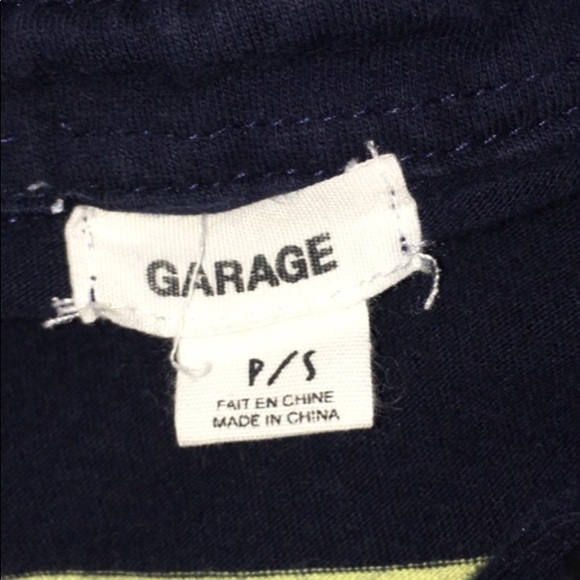 GARAGE
P/S
FAIT EN CHINE
MADE IN CHINA